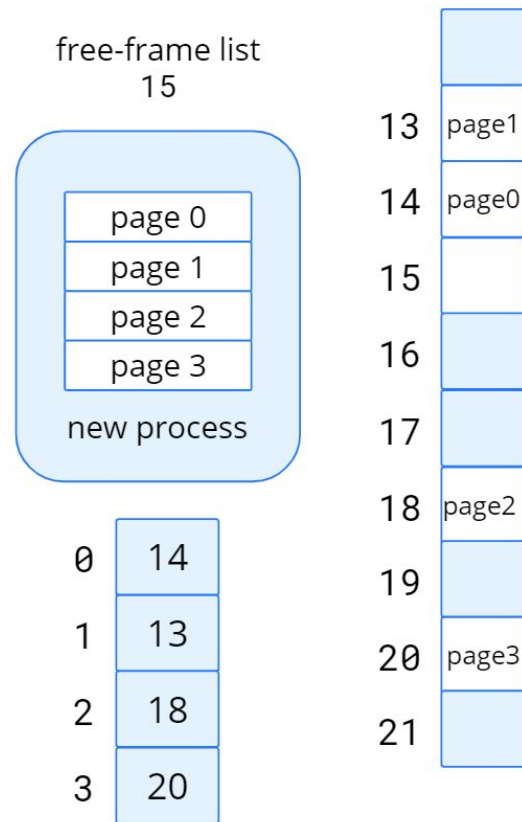 free-frame list
15
page 0
page 1
page 2
page 3
new process
0 14
1 13
2 18
3 20
13 page1
14 page0
15
16
17
18 page2
19
20 page3
21